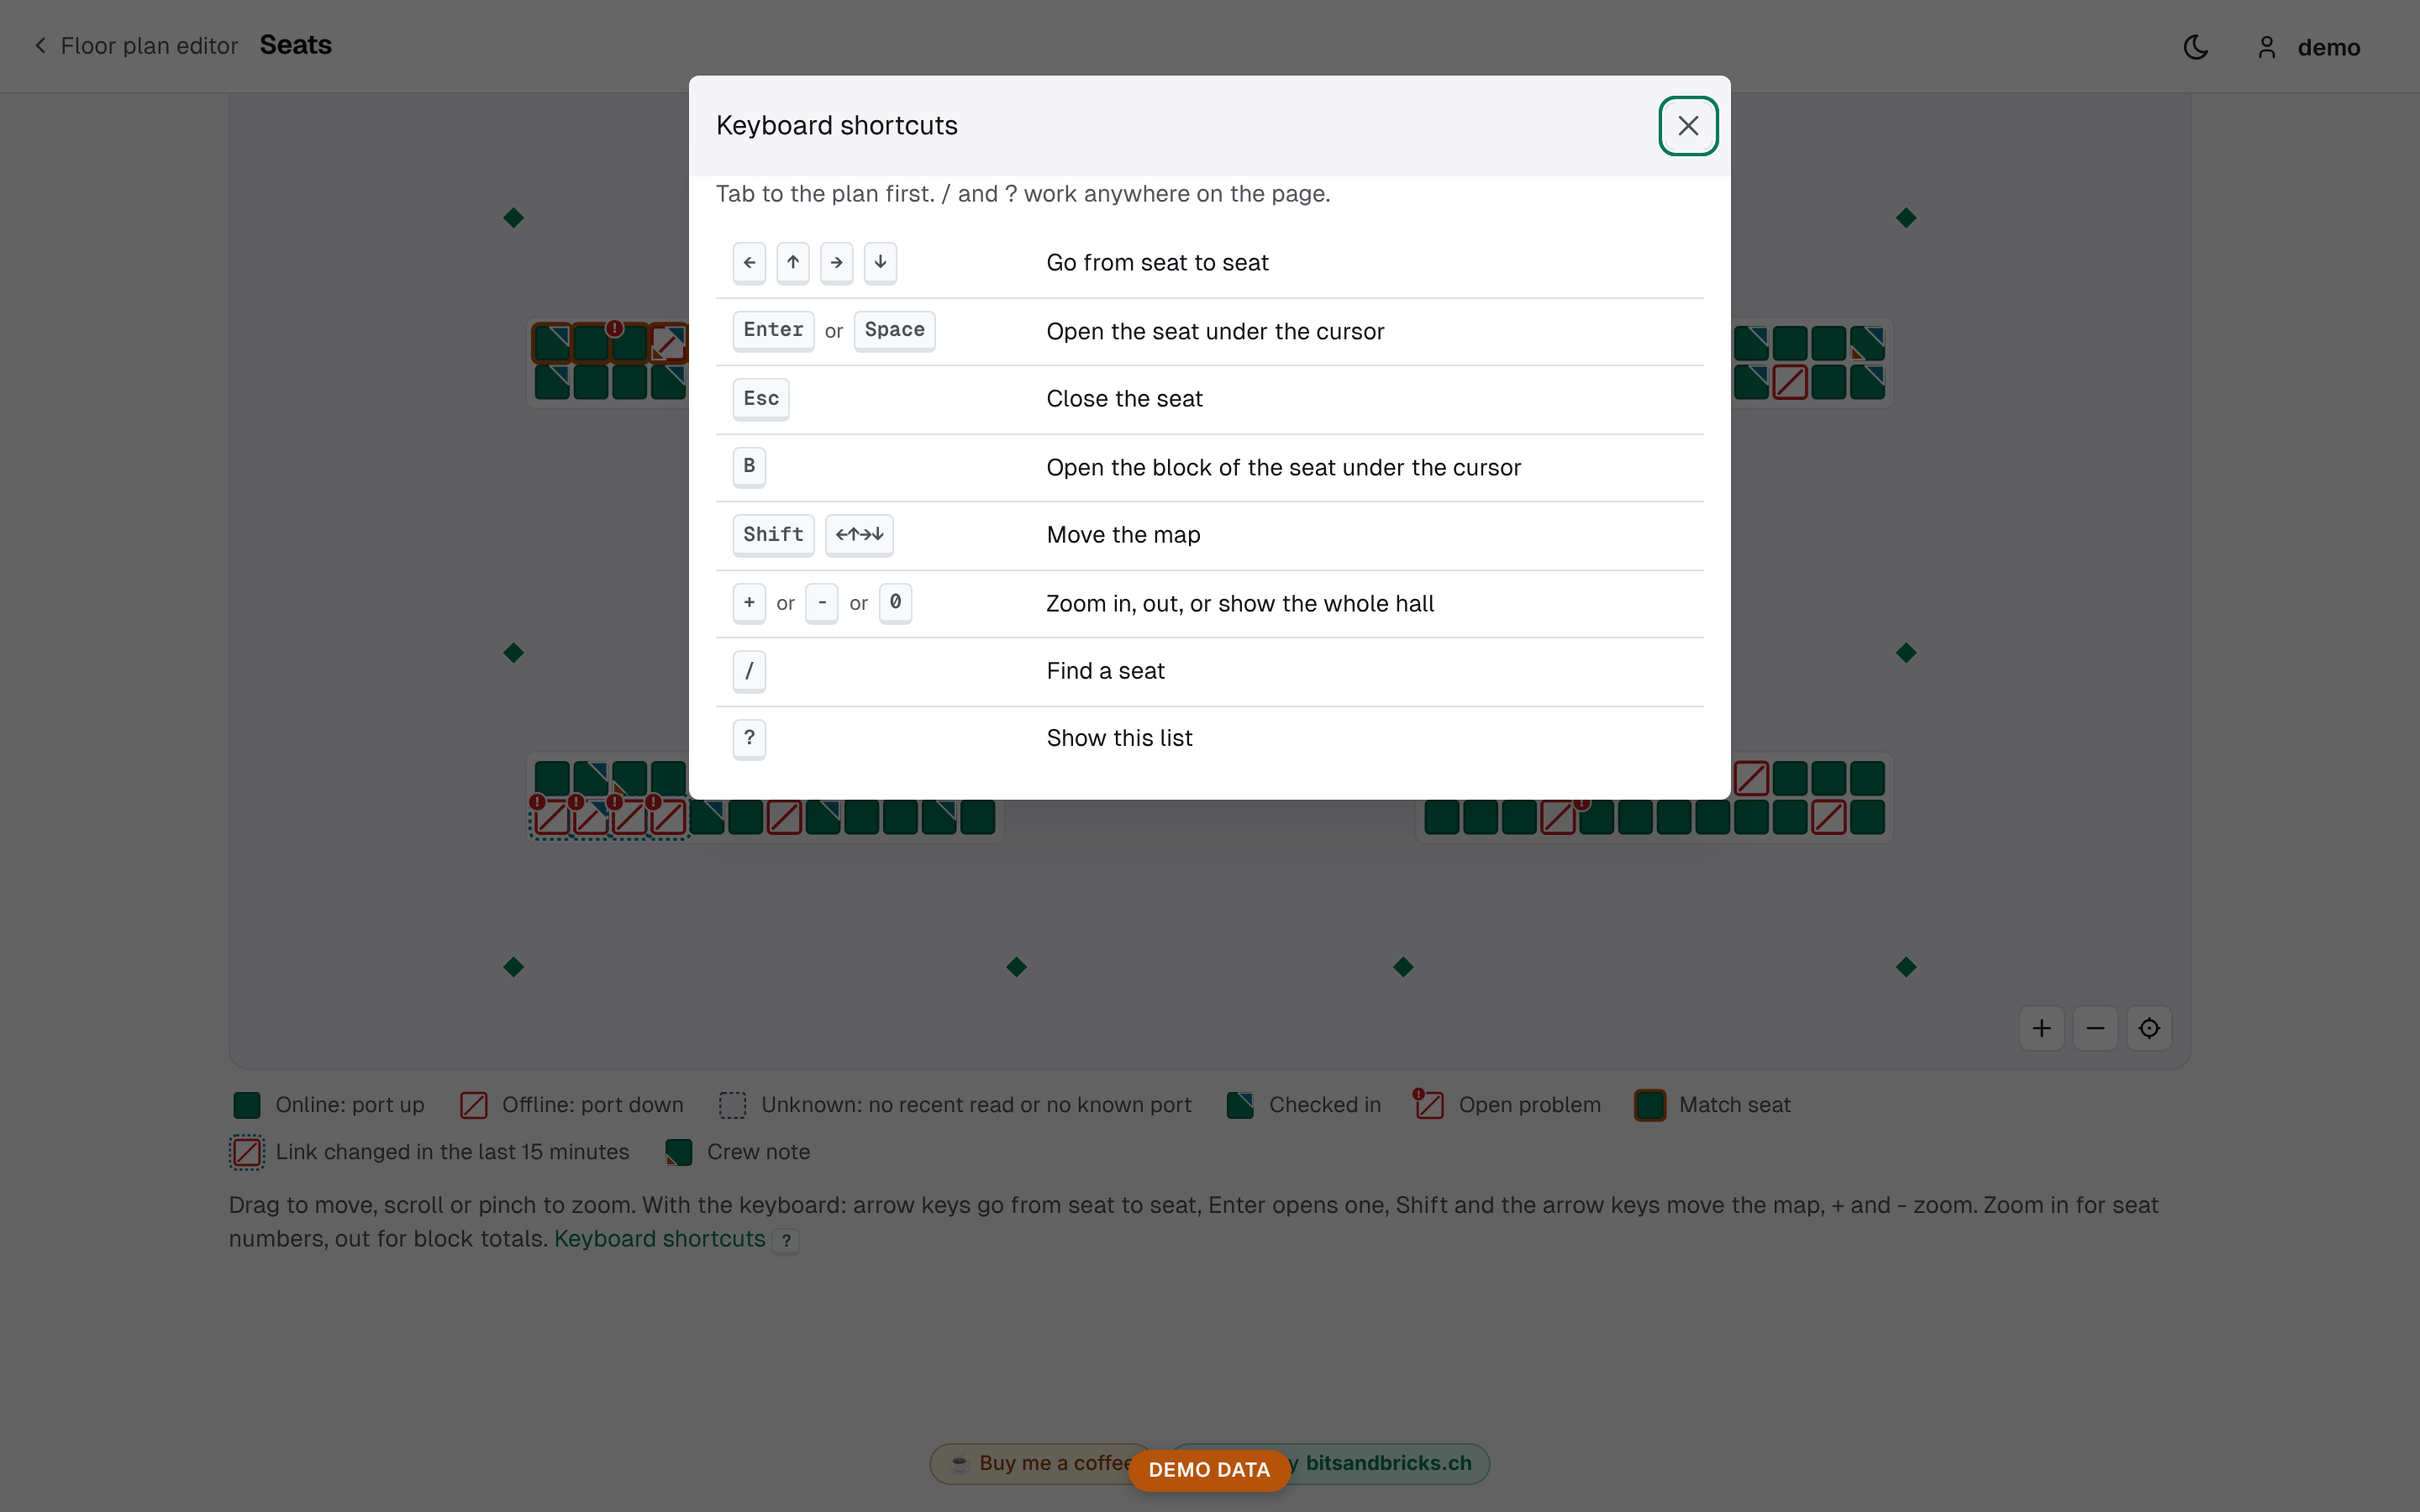 Floor plan editor Seats demo
Keyboard shortcuts
Tab to the plan first. / and ? work anywhere on the page.
← ↑ → ↓ Go from seat to seat
Enter or Space Open the seat under the cursor
Esc Close the seat
B Open the block of the seat under the cursor
Shift ←↑→↓ Move the map
+ or - or 0 Zoom in, out, or show the whole hall
/ Find a seat
? Show this list
Online: port up Offline: port down Unknown: no recent read or no known port Checked in Open problem Match seat
Link changed in the last 15 minutes Crew note
Drag to move, scroll or pinch to zoom. With the keyboard: arrow keys go from seat to seat, Enter opens one, Shift and the arrow keys move the map, + and - zoom. Zoom in for seat
numbers, out for block totals. Keyboard shortcuts ?
Buy me a coffee DEMO DATA bitsandbricks.ch